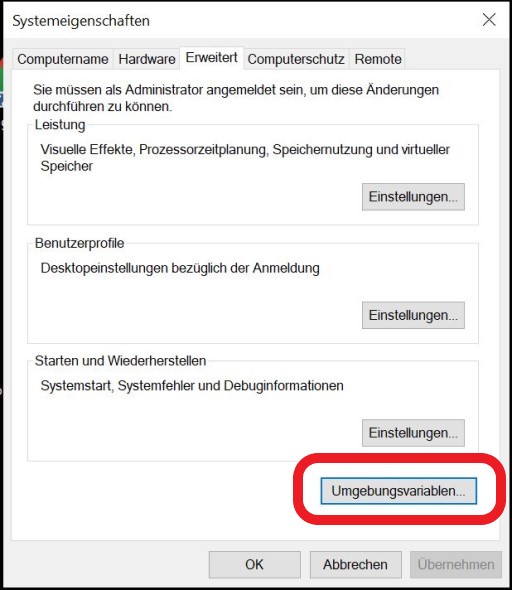 Systemeigenschaften
Computername Hardware Erweitert Computerschutz Remote
Sie müssen als Administrator angemeldet sein, um diese Änderungen
durchführen zu können.
Leistung
Visuelle Effekte, Prozessorzeitplanung, Speichernutzung und virtueller
Speicher
Einstellungen...
Benutzerprofile
Desktopeinstellungen bezüglich der Anmeldung
Einstellungen...
Starten und Wiederherstellen
Systemstart, Systemfehler und Debuginformationen
Einstellungen...
Umgebungsvariablen...
OK Abbrechen Übernehmen